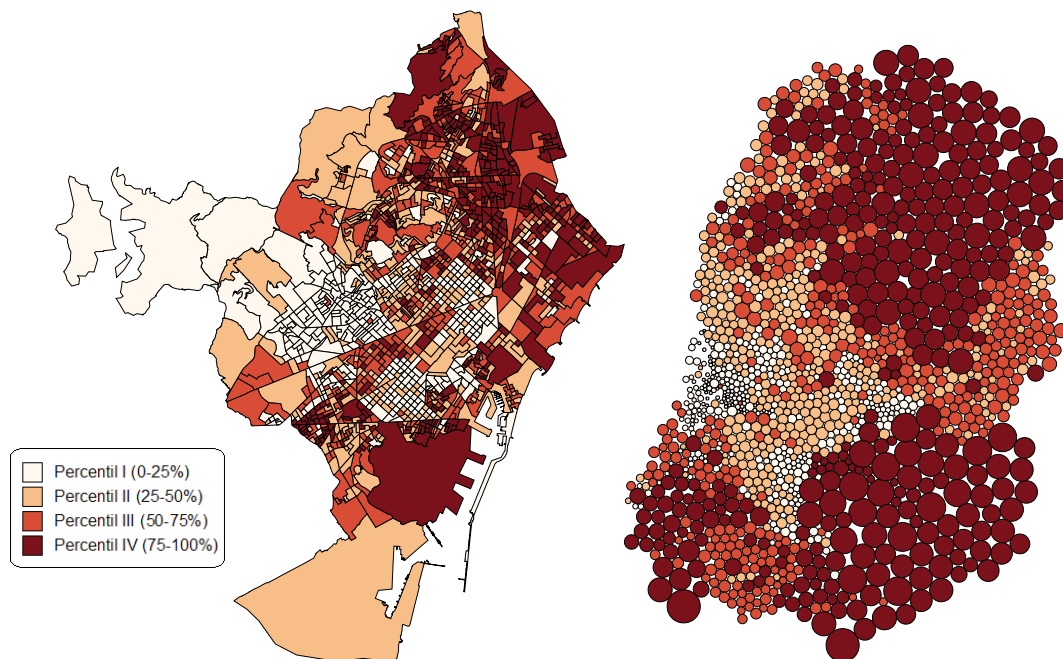 Percentil I (0-25%)
Percentil II (25-50%)
Percentil III (50-75%)
Percentil IV (75-100%)